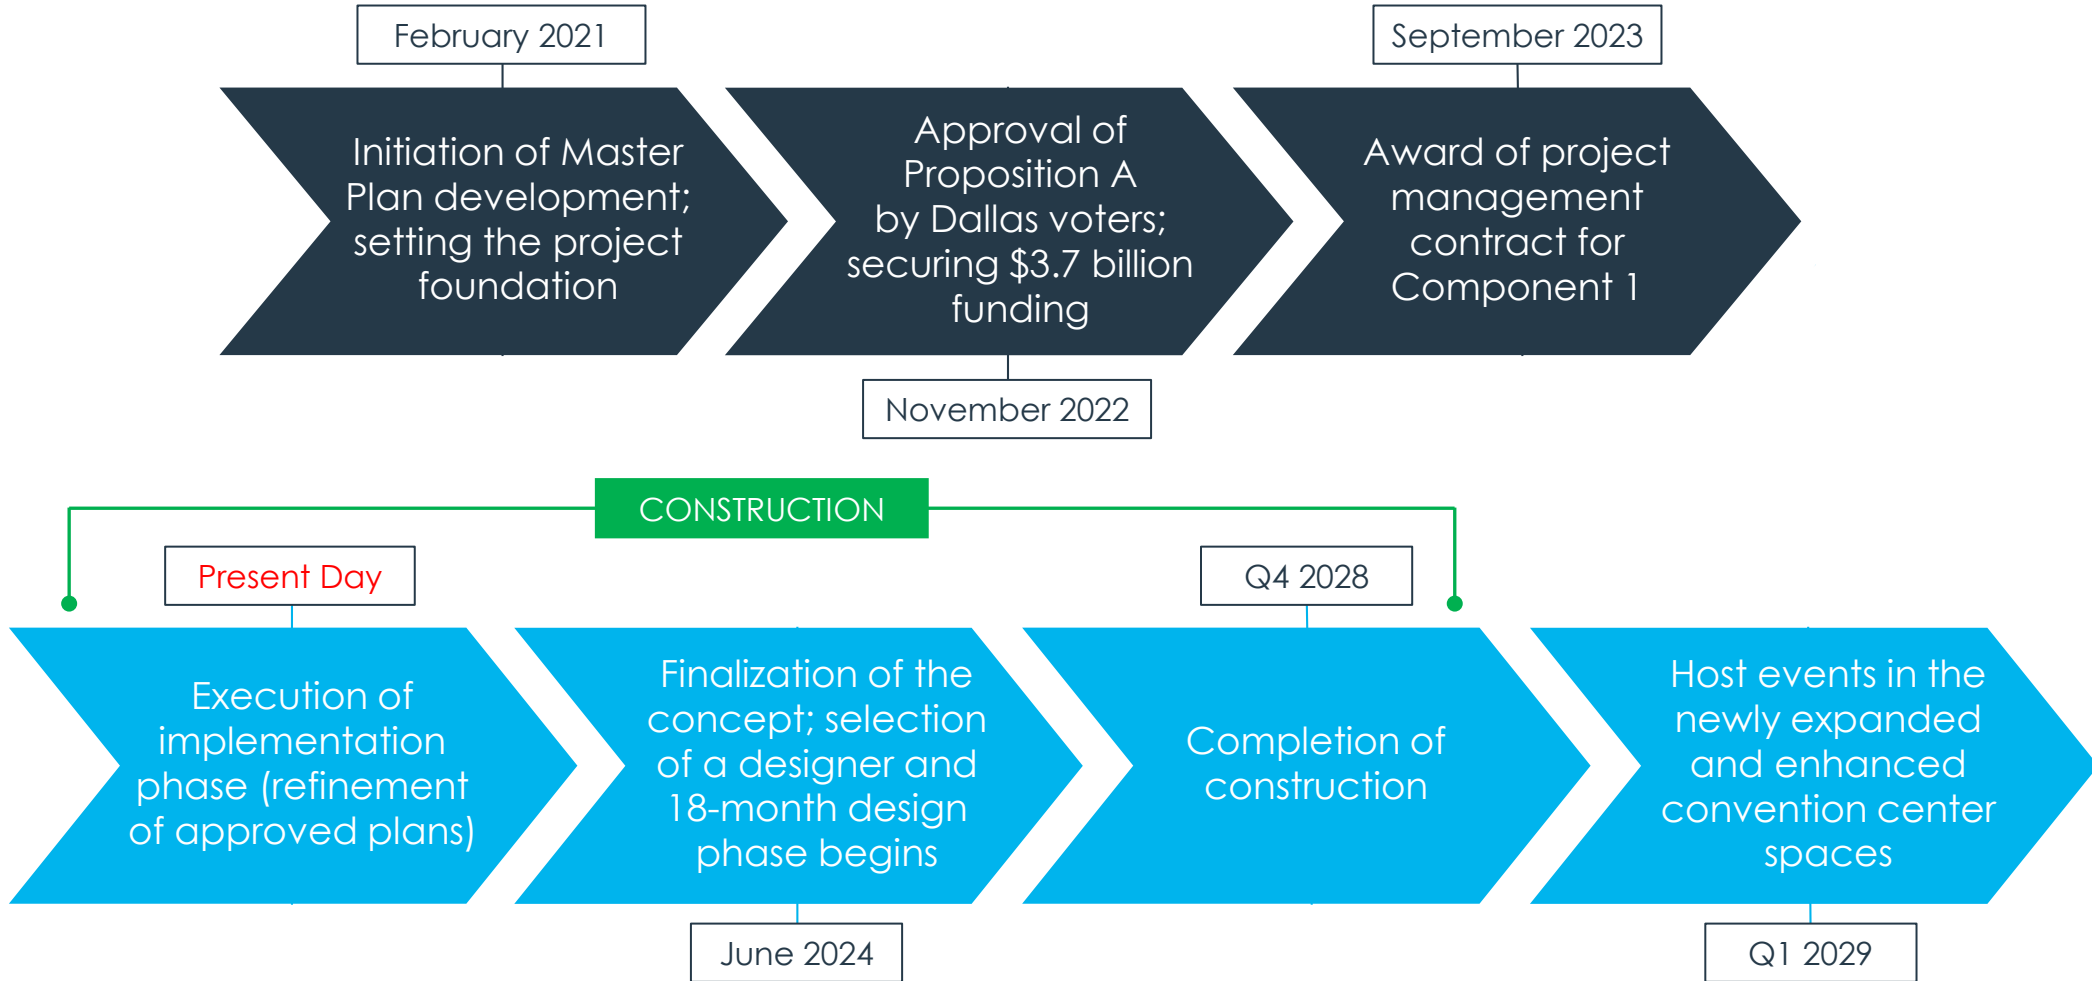 February 2021
Initiation of Master
Plan development;
setting the project
foundation
Approval of
Proposition A
by Dallas voters;
securing $3.7 billion
funding
November 2022
September 2023
Award of project
management
contract for
Component 1
CONSTRUCTION
Present Day
Execution of
implementation
phase (refinement
of approved plans)
Finalization of the
concept; selection
of a designer and
18-month design
phase begins
June 2024
Q4 2028
Completion of
construction
Host events in the
newly expanded
and enhanced
convention center
spaces
Q1 2029